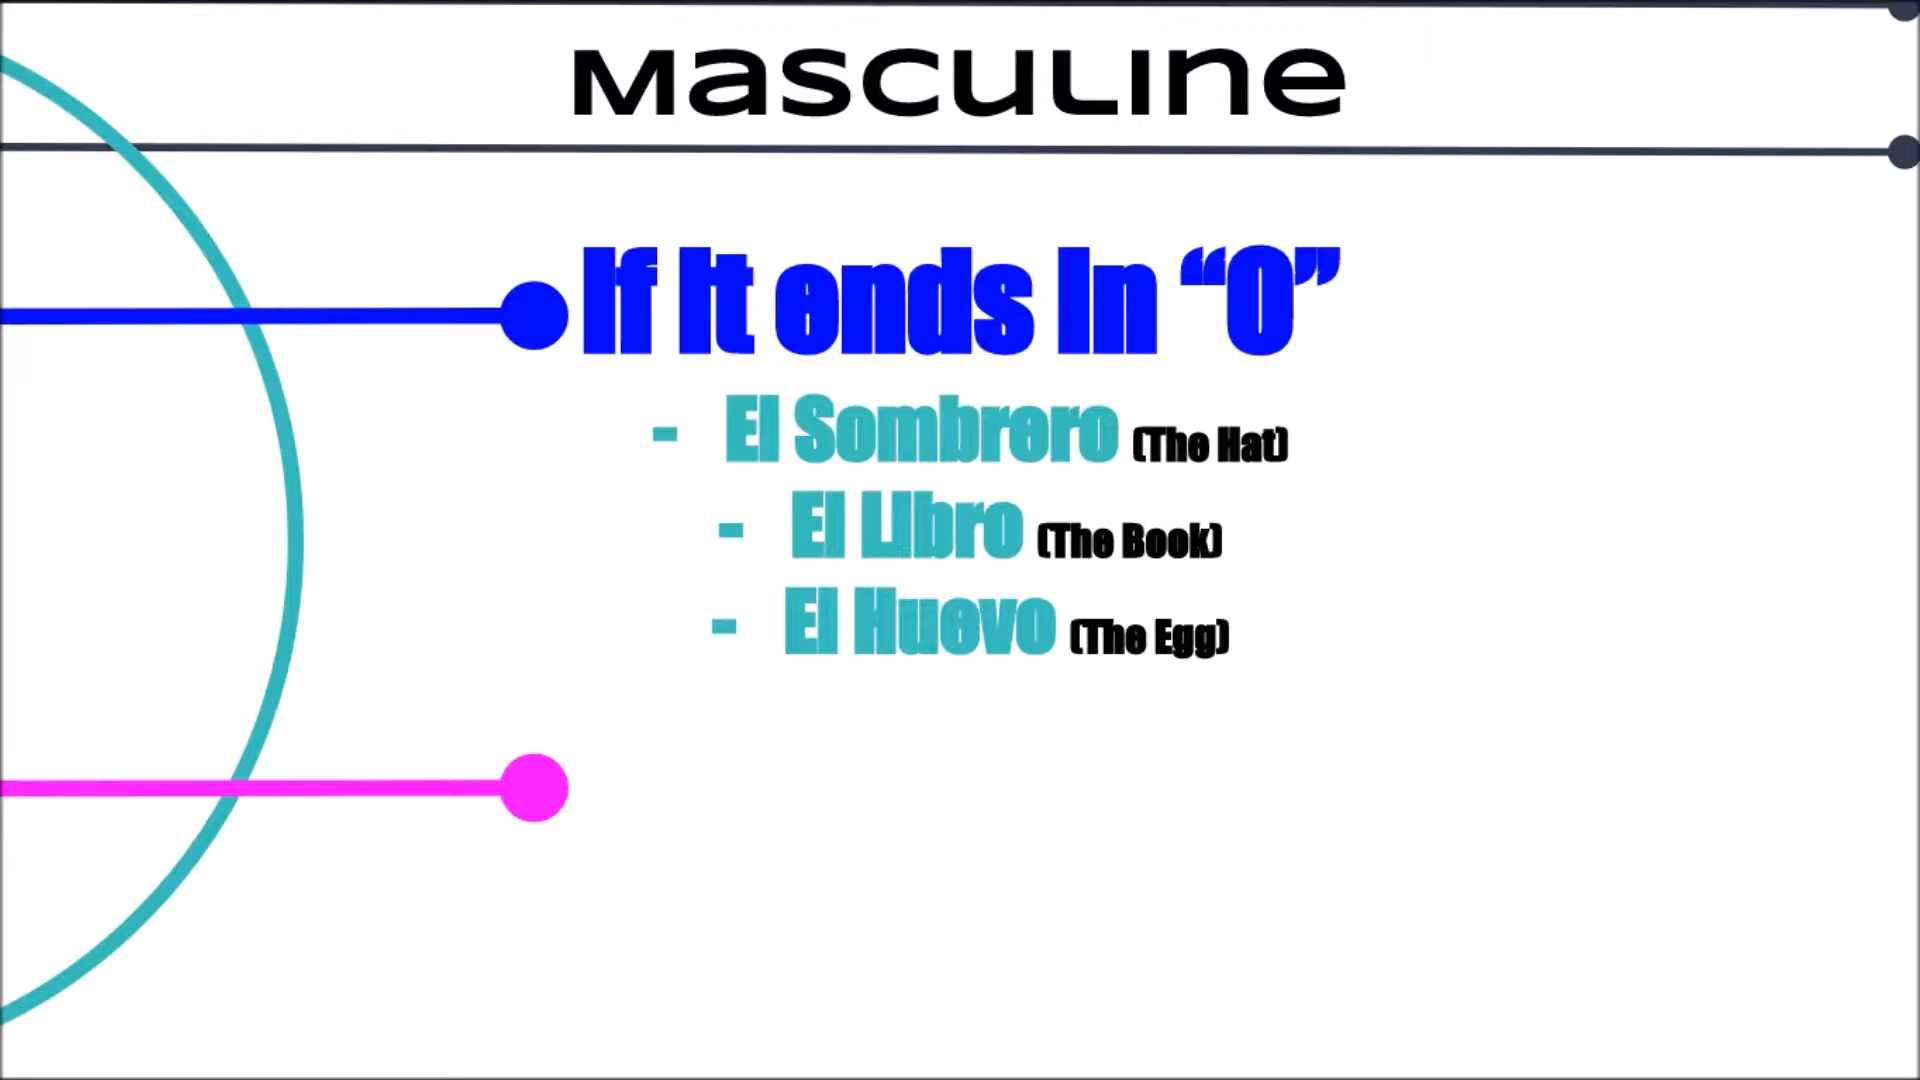 Masculine
If it ends in “O”
- El Sombrero (The Hat)
- El Libro (The Book)
- El Huevo (The Egg)